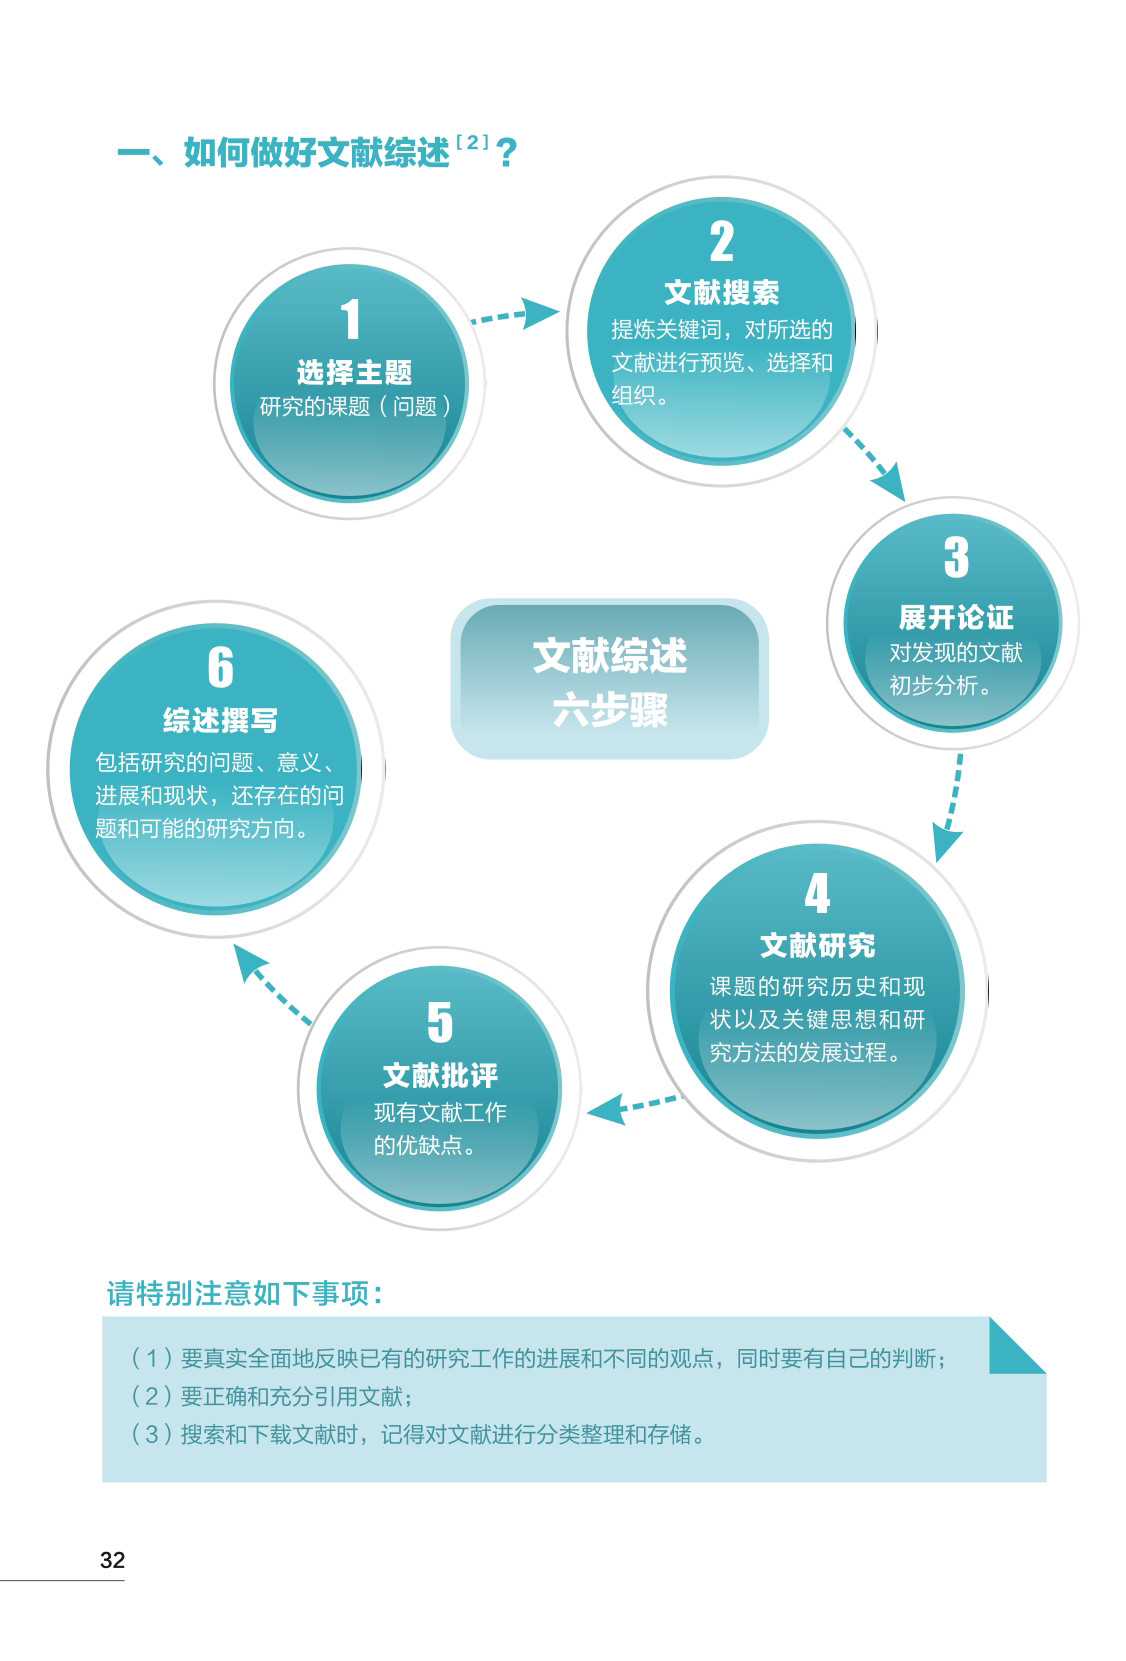 一、如何做好文献综述[2]?
1
选择主题
研究的课题（问题）
2
文献搜索
提炼关键词，对所选的
文献进行预览、选择和
组织。
3
展开论证
对发现的文献
初步分析。
文献综述
六步骤
4
文献研究
课题的研究历史和现
状以及关键思想和研
究方法的发展过程。
5
文献批评
现有文献工作
的优缺点。
6
综述撰写
包括研究的问题、意义、
进展和现状，还存在的问
题和可能的研究方向。
请特别注意如下事项：
（1）要真实全面地反映已有的研究工作的进展和不同的观点，同时要有自己的判断；
（2）要正确和充分引用文献；
（3）搜索和下载文献时，记得对文献进行分类整理和存储。
32